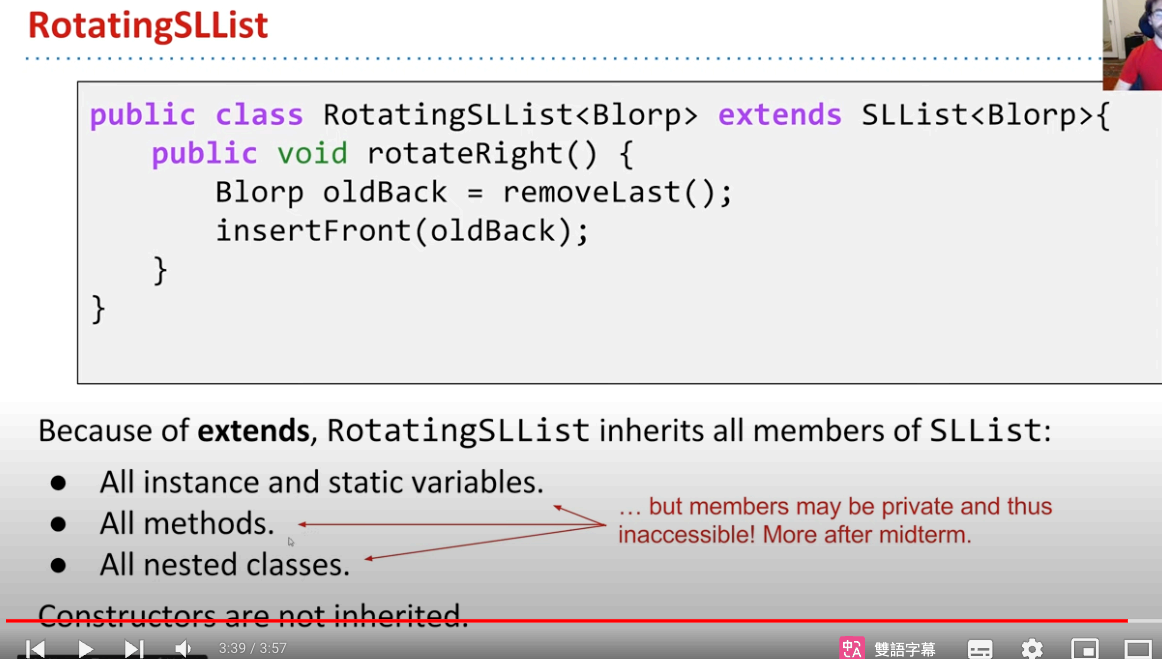 RotatingSLList
public class RotatingSLList<Blorp> extends SLList<Blorp>{
public void rotateRight() {
Blorp oldBack = removeLast();
insertFront(oldBack);
}
}
Because of extends, RotatingSLList inherits all members of SLList:
● All instance and static variables.
● All methods.
● All nested classes.
… but members may be private and thus
inaccessible! More after midterm.
Constructors are not inherited.
3:39 / 3:57
中A 雙語字幕